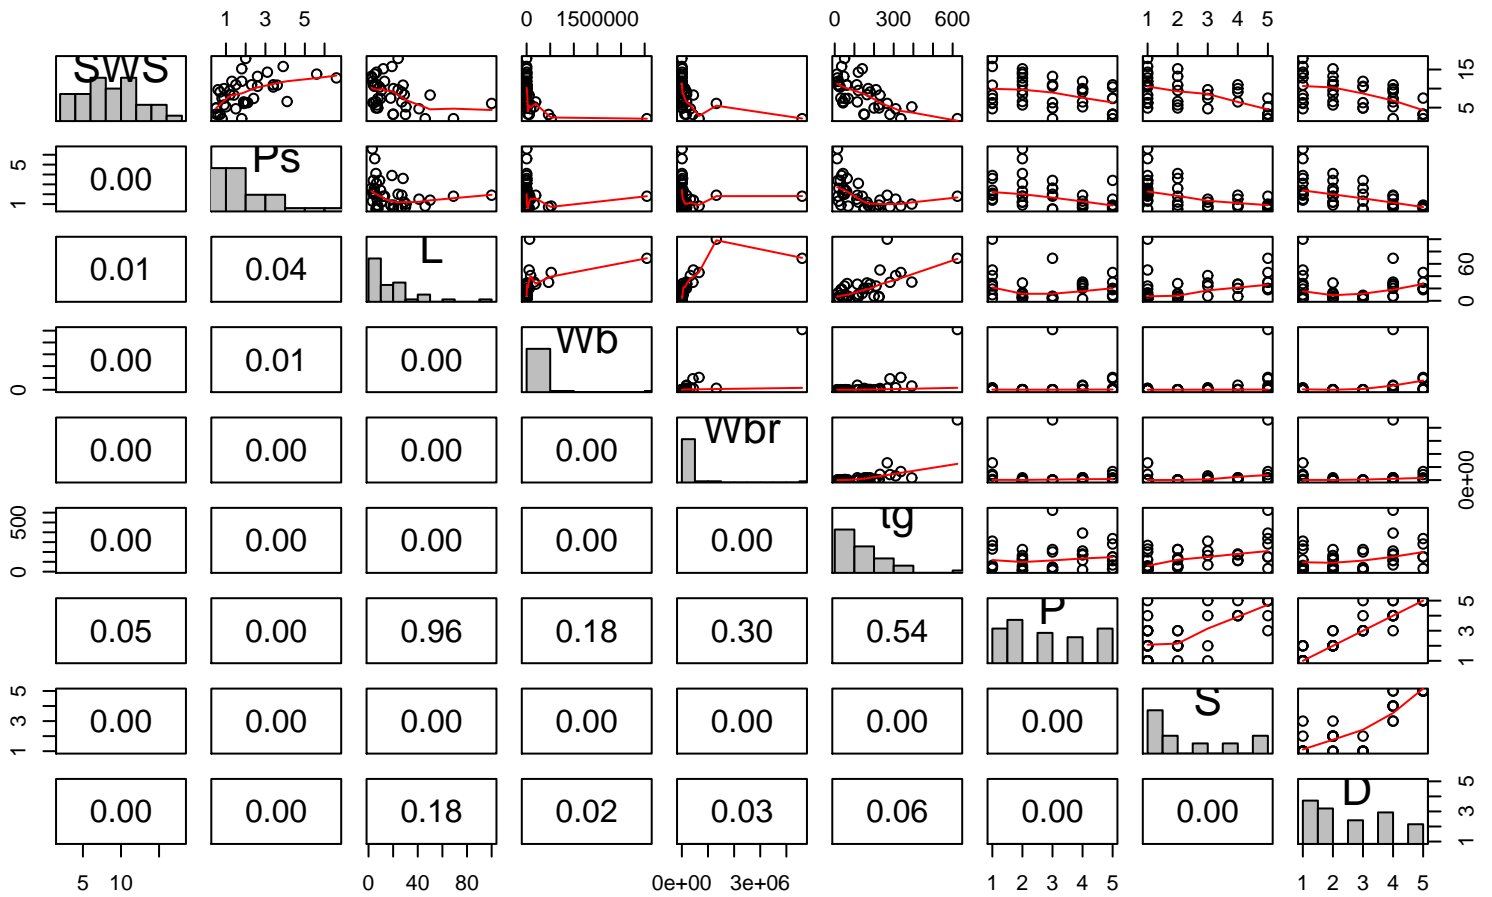 1 3 5 0 1500000 0 300 600 1 2 3 4 5
SWS 5 15
1 5 0.00 Ps
0.01 0.04 L 0 60
0 0.00 0.01 0.00 Wb
0.00 0.00 0.00 0.00 Wbr 0e+00
0 500 0.00 0.00 0.00 0.00 0.00 tg
0.05 0.00 0.96 0.18 0.30 0.54 P 1 3 5
1 3 5 0.00 0.00 0.00 0.00 0.00 0.00 0.00 S
0.00 0.00 0.18 0.02 0.03 0.06 0.00 0.00 D 1 3 5
5 10 0 40 80 0e+00 3e+06 1 2 3 4 5 1 2 3 4 5